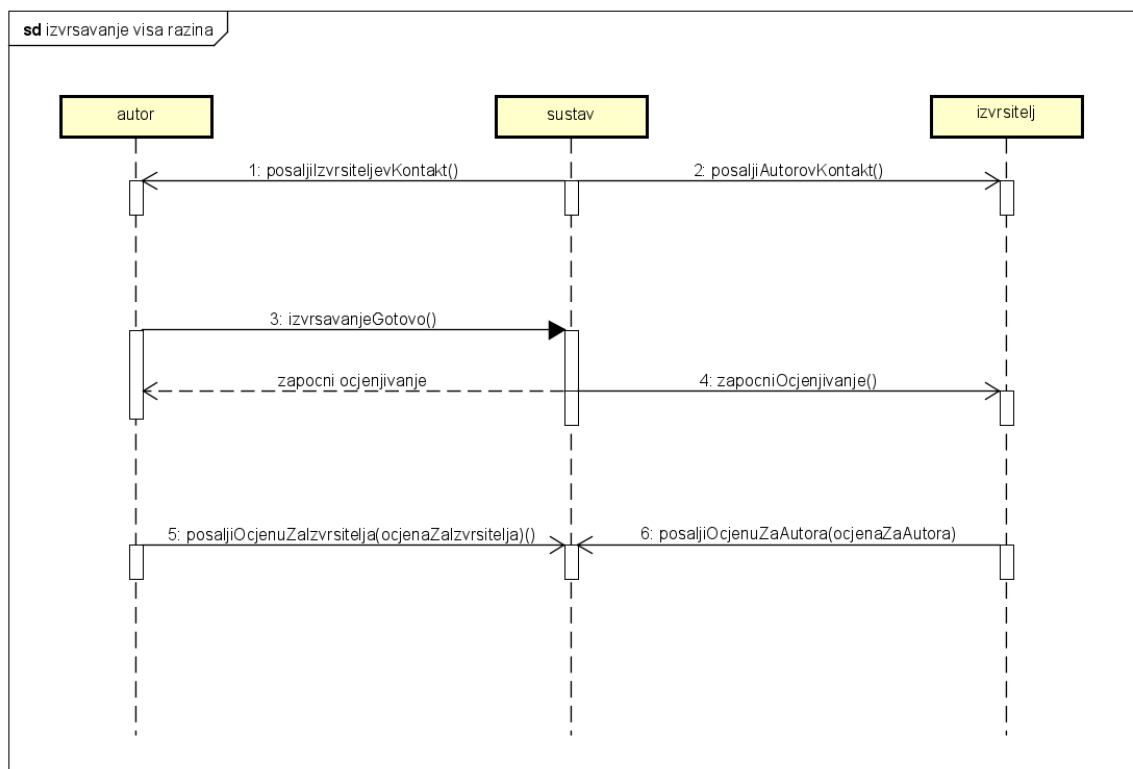 sd izvrsavanje visa razina
autor
sustav
izvrsitelj
1: posaljiIzvrsiteljevKontakt()
2: posaljiAutorovKontakt()
3: izvrsavanjeGotovo()
zapocni ocjenjivanje
4: zapocniOcjenjivanje()
5: posaljiOcjenuZaIzvrsitelja(ocjenaZaIzvrsitelja)()
6: posaljiOcjenuZaAutora(ocjenaZaAutora)